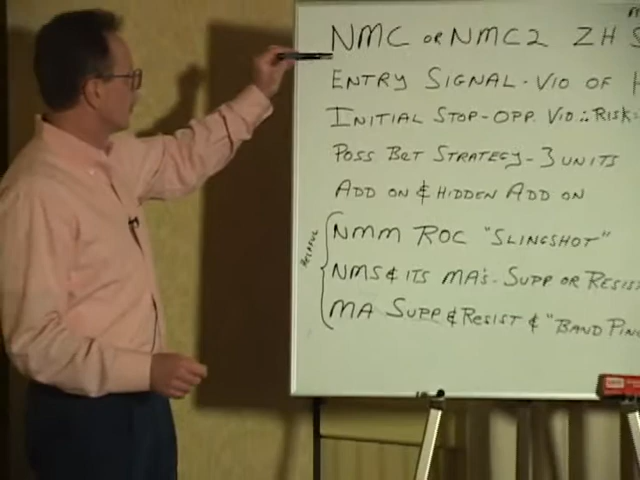 NMC OR NMC2 ZH S
ENTRY SIGNAL - VIO OF H
INITIAL STOP - OPP. VIO ∴ RISK =
POSS BET STRATEGY - 3 UNITS
ADD ON & HIDDEN ADD ON
HELPFUL
NMM ROC "SLINGSHOT"
NMS & ITS MA's - SUPP OR RESIS
MA SUPP & RESIST & "BAND PIN